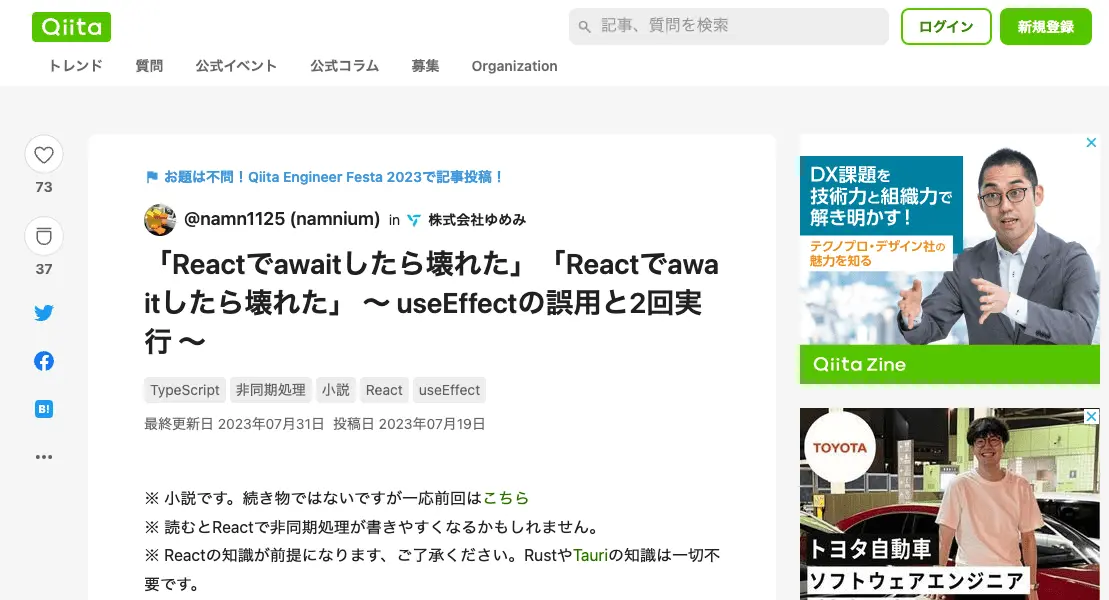 Qiita
記事、質問を検索
ログイン
新規登録
トレンド 質問 公式イベント 公式コラム 募集 Organization
73
37
B!
お題は不問！Qiita Engineer Festa 2023で記事投稿！
@namn1125 (namnium) in 株式会社ゆめみ
「Reactでawaitしたら壊れた」「Reactでawa
itしたら壊れた」 〜 useEffectの誤用と2回実
行 〜
TypeScript 非同期処理 小説 React useEffect
最終更新日 2023年07月31日 投稿日 2023年07月19日
※ 小説です。続き物ではないですが一応前回はこちら
※ 読むとReactで非同期処理が書きやすくなるかもしれません。
※ Reactの知識が前提になります、ご了承ください。RustやTauriの知識は一切不
要です。
DX課題を
技術力と組織力で
解き明かす！
テクノプロ・デザイン社の
魅力を知る
Qiita Zine
TOYOTA
トヨタ自動車
ソフトウェアエンジニア